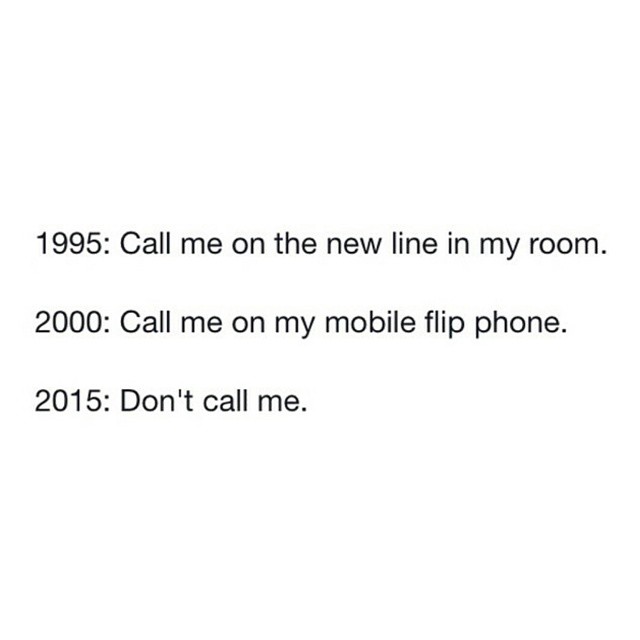 1995: Call me on the new line in my room.
2000: Call me on my mobile flip phone.
2015: Don't call me.